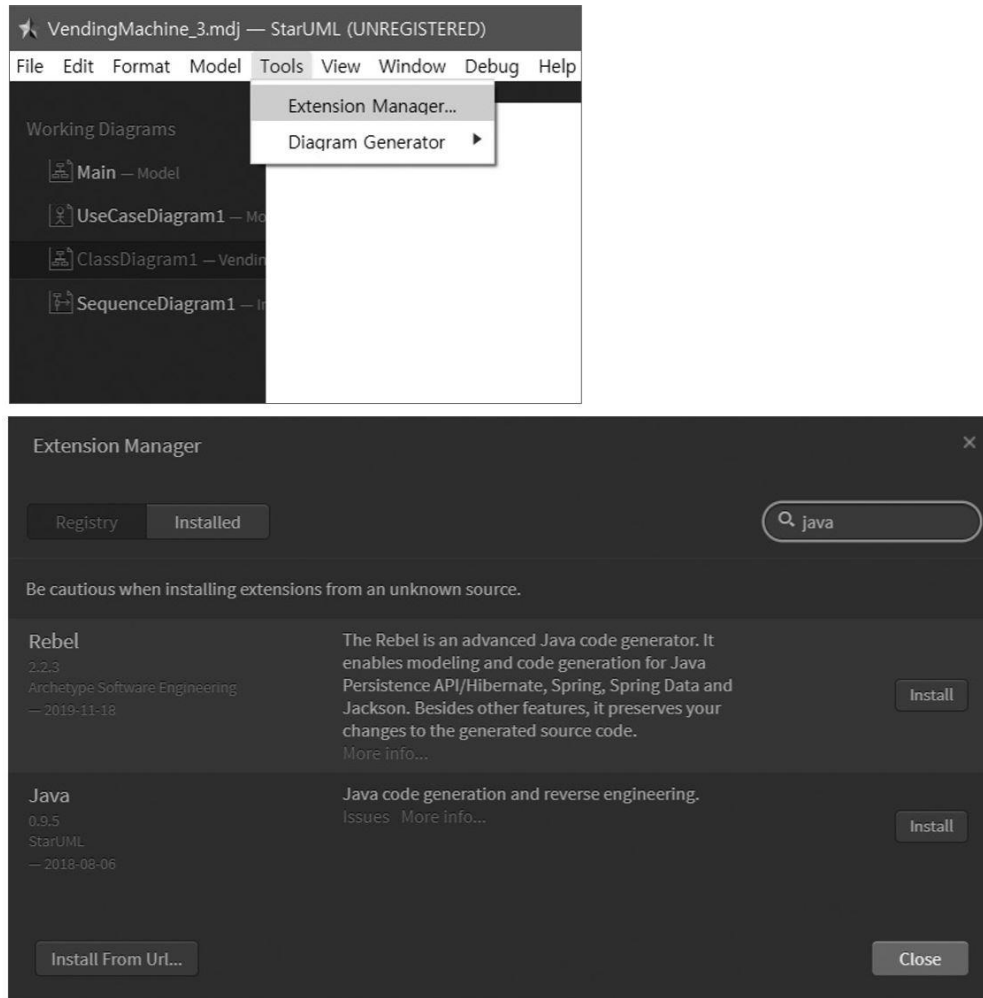 VendingMachine_3.mdj — StarUML (UNREGISTERED)
File Edit Format Model Tools View Window Debug Help
Extension Manager...
Diagram Generator
Working Diagrams
Main — Model
UseCaseDiagram1 — Mo
ClassDiagram1 — Vendin
SequenceDiagram1 — In
Extension Manager
Registry Installed
java
Be cautious when installing extensions from an unknown source.
Rebel
2.2.3
Archetype Software Engineering
— 2019-11-18
The Rebel is an advanced Java code generator. It
enables modeling and code generation for Java
Persistence API/Hibernate, Spring, Spring Data and
Jackson. Besides other features, it preserves your
changes to the generated source code.
More info...
Install
Java
0.9.5
StarUML
— 2018-08-06
Java code generation and reverse engineering.
Issues More info...
Install
Install From Url...
Close